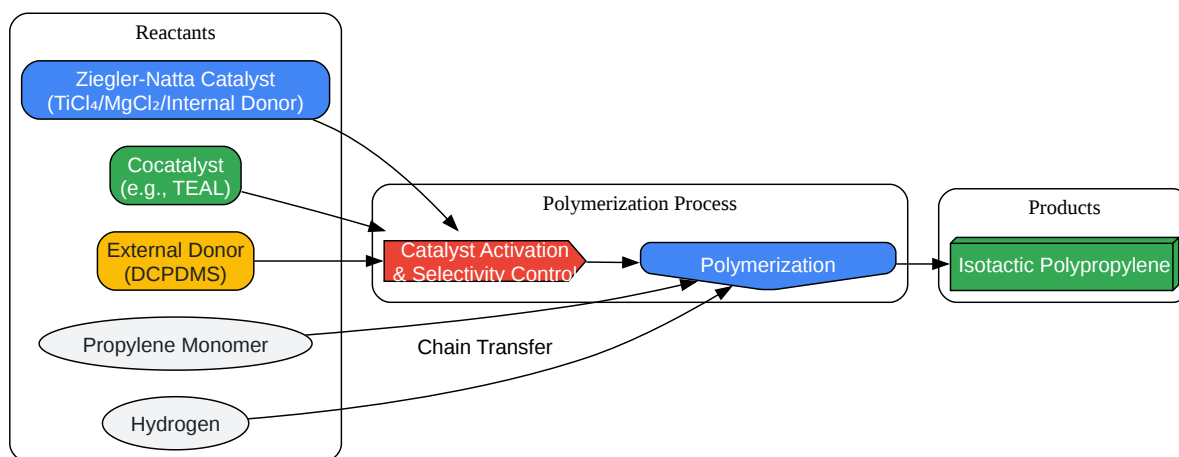 Reactants
Ziegler-Natta Catalyst
(TiCl₄/MgCl₂/Internal Donor)
Cocatalyst
(e.g., TEAL)
External Donor
(DCPDMS)
Propylene Monomer
Hydrogen
Polymerization Process
Catalyst Activation
& Selectivity Control
Polymerization
Chain Transfer
Products
Isotactic Polypropylene